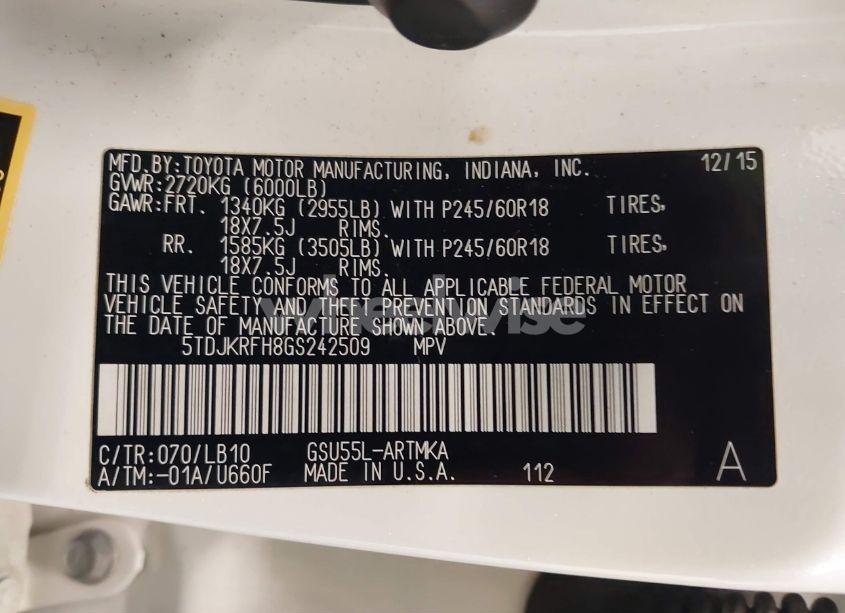 MFD.BY:TOYOTA MOTOR MANUFACTURING, INDIANA, INC. 12/15
GVWR:2720KG (6000LB)
GAWR:FRT. 1340KG (2955LB) WITH P245/60R18 TIRES,
18X7.5J RIMS.
RR. 1585KG (3505LB) WITH P245/60R18 TIRES,
18X7.5J RIMS.
THIS VEHICLE CONFORMS TO ALL APPLICABLE FEDERAL MOTOR
VEHICLE SAFETY AND THEFT PREVENTION STANDARDS IN EFFECT ON
THE DATE OF MANUFACTURE SHOWN ABOVE.
5TDJKRFH8GS242509 MPV
C/TR:070/LB10 GSU55L-ARTMKA
A/TM:-01A/U660F MADE IN U.S.A. 112 A